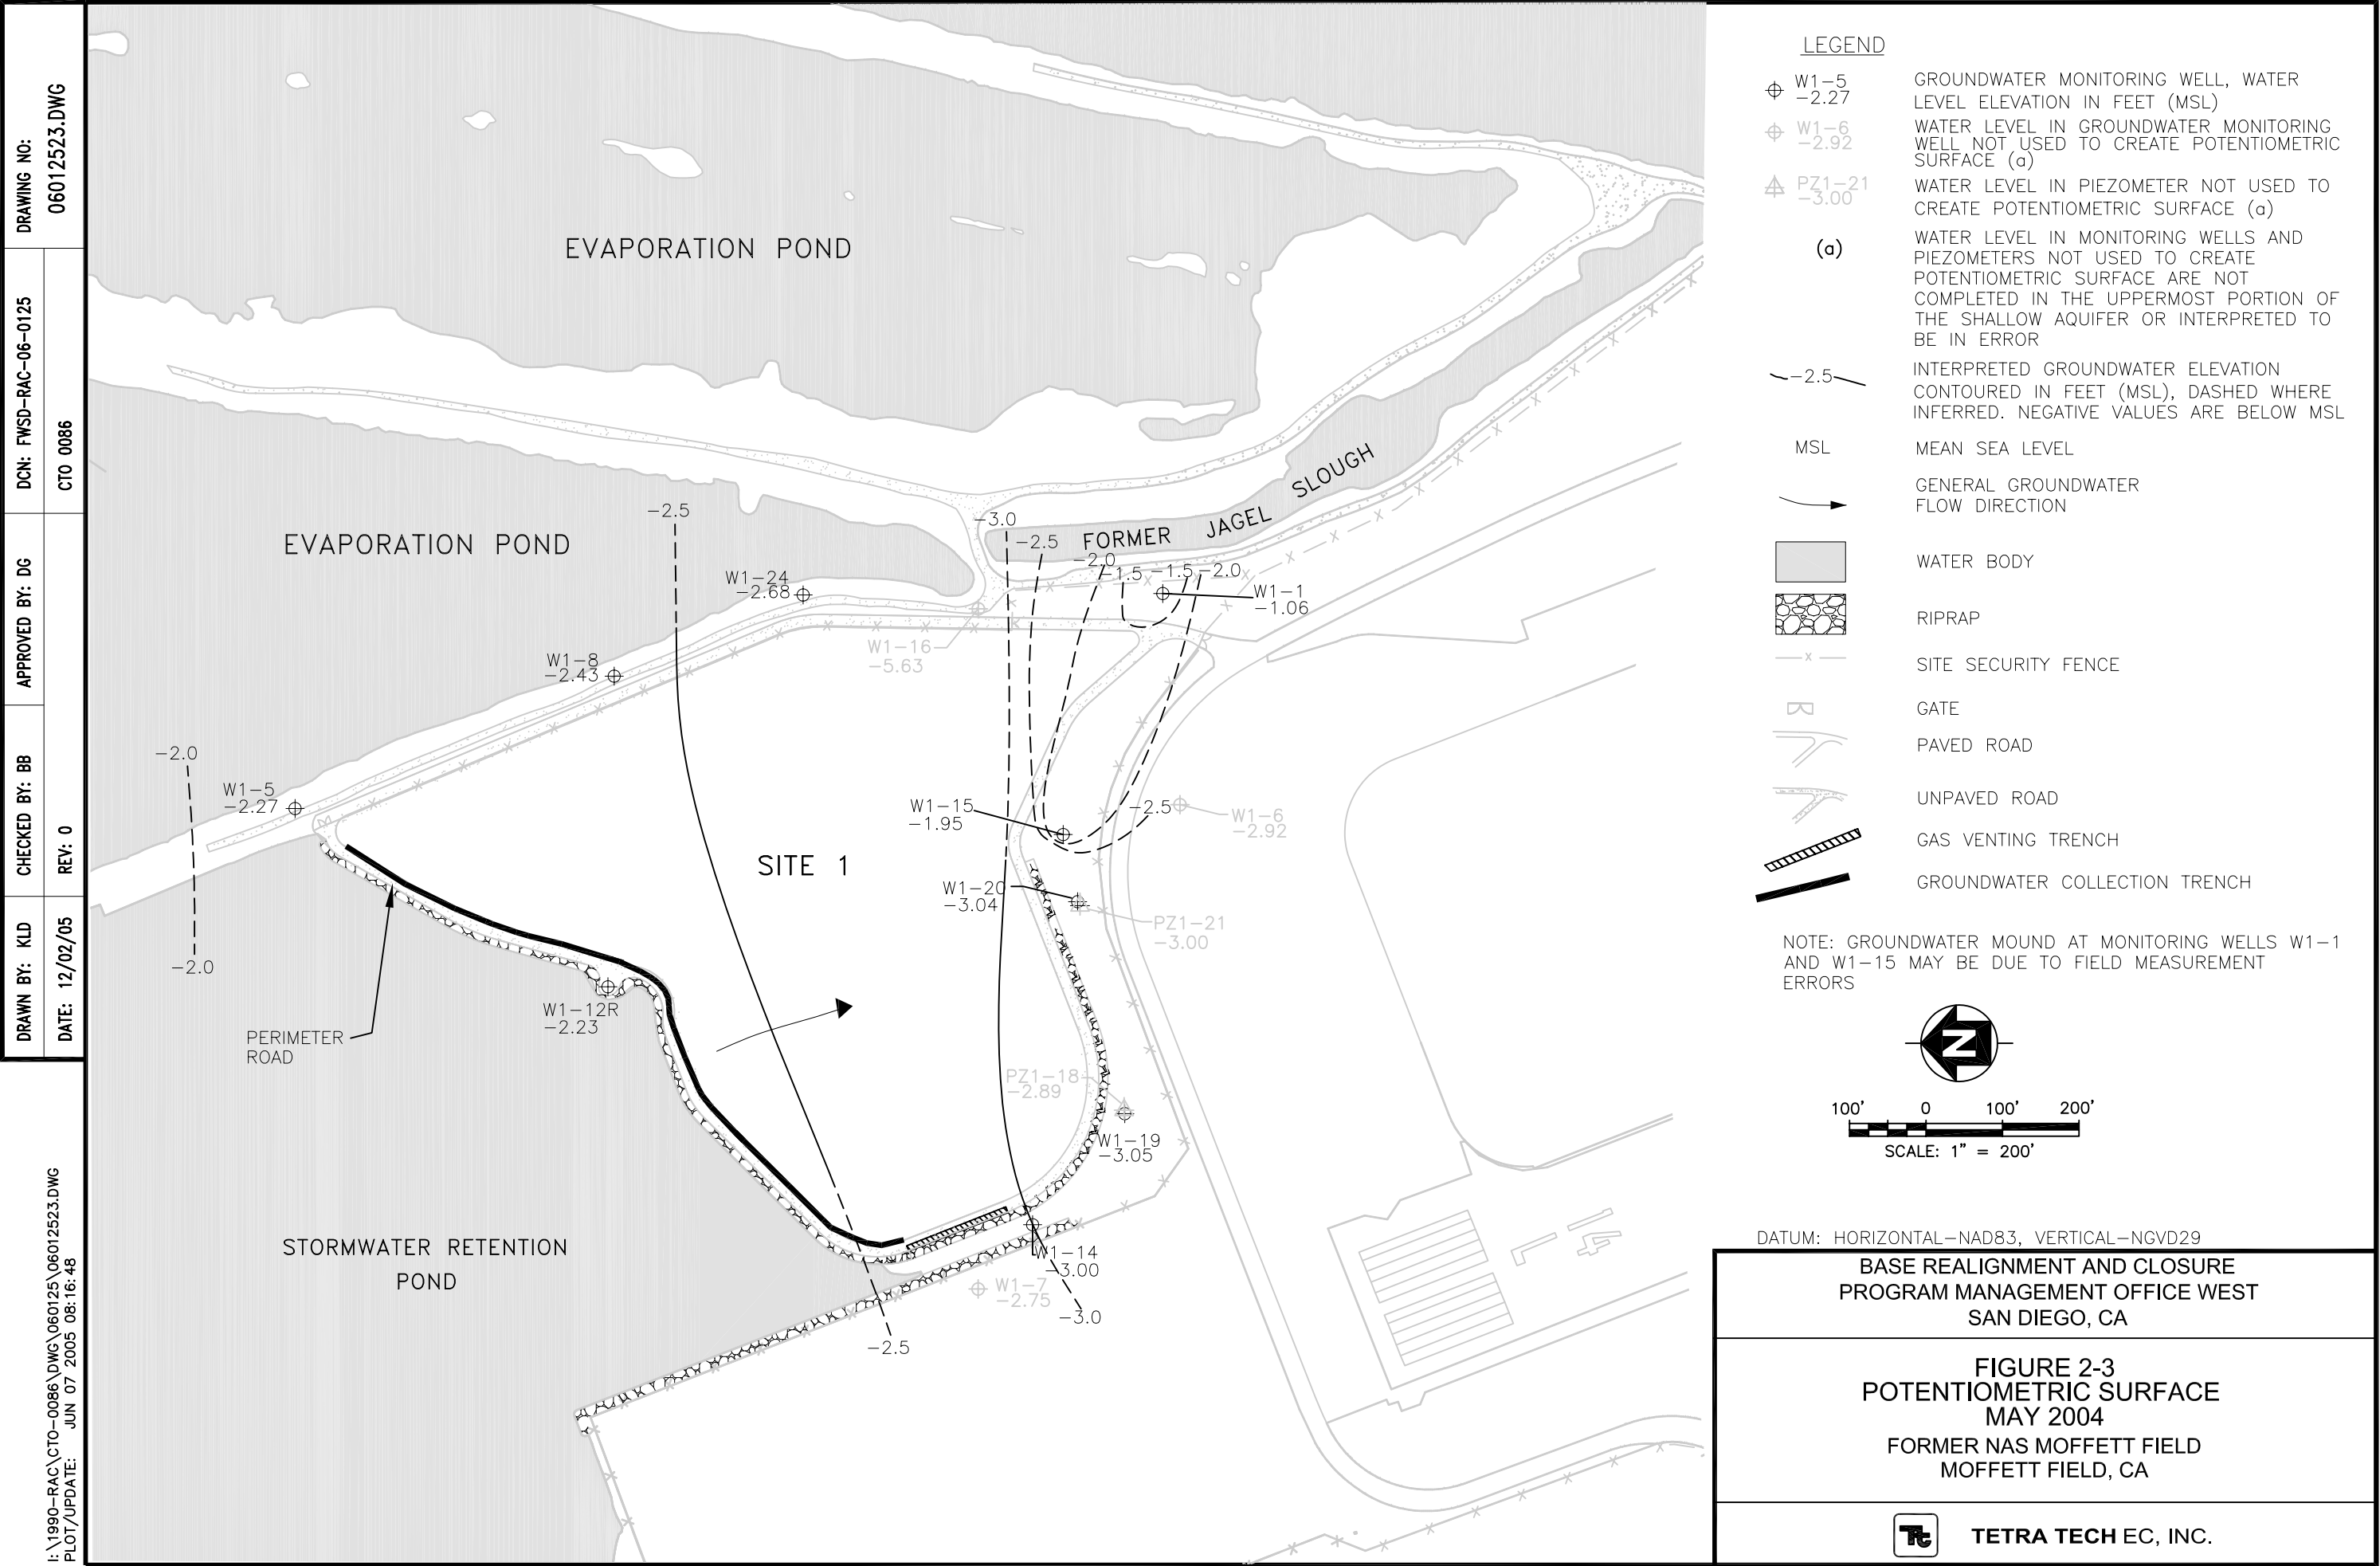 DRAWING NO:
06012523.DWG
DCN: FWSD-RAC-06-0125
CTO 0086
APPROVED BY: DG
CHECKED BY: BB
REV: 0
DRAWN BY: KLD
DATE: 12/02/05
I:\1990-RAC\CTO-0086\DWG\060125\06012523.DWG
PLOT/UPDATE: JUN 07 2005 08:16:48
EVAPORATION POND
EVAPORATION POND
FORMER JAGEL SLOUGH
-2.5
-3.0
-2.5
-2.0
-1.5
-1.5
-2.0
W1-24
-2.68
W1-1
-1.06
W1-16
-5.63
W1-8
-2.43
-2.0
W1-5
-2.27
W1-15
-1.95
-2.5
W1-6
-2.92
SITE 1
W1-20
-3.04
PZ1-21
-3.00
-2.0
W1-12R
-2.23
PERIMETER
ROAD
PZ1-18
-2.89
W1-19
-3.05
STORMWATER RETENTION
POND
W1-14
-3.00
W1-7
-2.75
-3.0
-2.5
14
L
LEGEND
W1-5
-2.27
GROUNDWATER MONITORING WELL, WATER
LEVEL ELEVATION IN FEET (MSL)
W1-6
-2.92
WATER LEVEL IN GROUNDWATER MONITORING
WELL NOT USED TO CREATE POTENTIOMETRIC
SURFACE (a)
PZ1-21
-3.00
WATER LEVEL IN PIEZOMETER NOT USED TO
CREATE POTENTIOMETRIC SURFACE (a)
(a)
WATER LEVEL IN MONITORING WELLS AND
PIEZOMETERS NOT USED TO CREATE
POTENTIOMETRIC SURFACE ARE NOT
COMPLETED IN THE UPPERMOST PORTION OF
THE SHALLOW AQUIFER OR INTERPRETED TO
BE IN ERROR
-2.5
INTERPRETED GROUNDWATER ELEVATION
CONTOURED IN FEET (MSL), DASHED WHERE
INFERRED. NEGATIVE VALUES ARE BELOW MSL
MSL
MEAN SEA LEVEL
GENERAL GROUNDWATER
FLOW DIRECTION
WATER BODY
RIPRAP
SITE SECURITY FENCE
GATE
PAVED ROAD
UNPAVED ROAD
GAS VENTING TRENCH
GROUNDWATER COLLECTION TRENCH
NOTE: GROUNDWATER MOUND AT MONITORING WELLS W1-1
AND W1-15 MAY BE DUE TO FIELD MEASUREMENT
ERRORS
N
100' 0 100' 200'
SCALE: 1" = 200'
DATUM: HORIZONTAL-NAD83, VERTICAL-NGVD29
BASE REALIGNMENT AND CLOSURE
PROGRAM MANAGEMENT OFFICE WEST
SAN DIEGO, CA
FIGURE 2-3
POTENTIOMETRIC SURFACE
MAY 2004
FORMER NAS MOFFETT FIELD
MOFFETT FIELD, CA
TETRA TECH EC, INC.